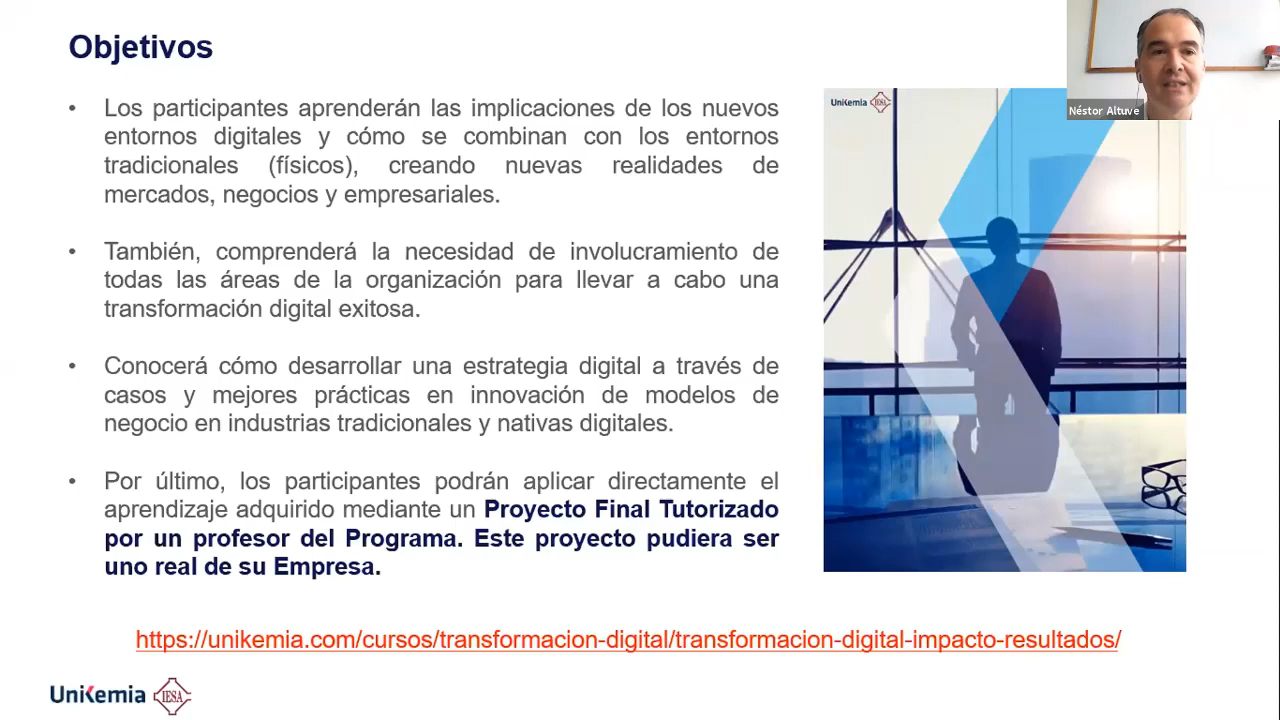 Objetivos
• Los participantes aprenderán las implicaciones de los nuevos
entornos digitales y cómo se combinan con los entornos
tradicionales (físicos), creando nuevas realidades de
mercados, negocios y empresariales.
• También, comprenderá la necesidad de involucramiento de
todas las áreas de la organización para llevar a cabo una
transformación digital exitosa.
• Conocerá cómo desarrollar una estrategia digital a través de
casos y mejores prácticas en innovación de modelos de
negocio en industrias tradicionales y nativas digitales.
• Por último, los participantes podrán aplicar directamente el
aprendizaje adquirido mediante un Proyecto Final Tutorizado
por un profesor del Programa. Este proyecto pudiera ser
uno real de su Empresa.
https://unikemia.com/cursos/transformacion-digital/transformacion-digital-impacto-resultados/
UniKemia IESA
UniKemia IESA
Néstor Altuve